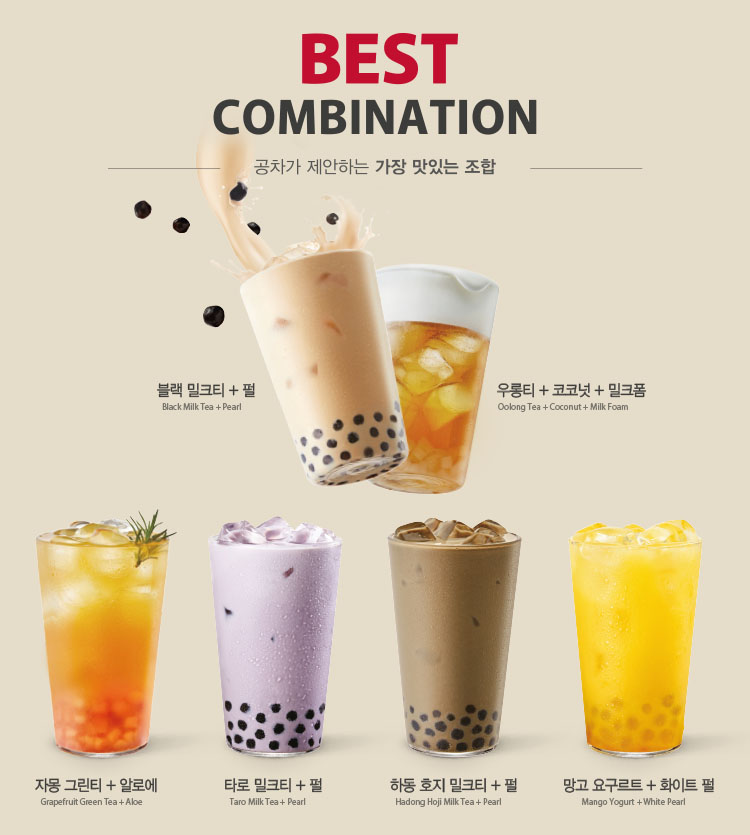 BEST
COMBINATION
공차가 제안하는 가장 맛있는 조합
블랙 밀크티 + 펄
Black Milk Tea + Pearl
우롱티 + 코코넛 + 밀크폼
Oolong Tea + Coconut + Milk Foam
자몽 그린티 + 알로에
Grapefruit Green Tea + Aloe
타로 밀크티 + 펄
Taro Milk Tea + Pearl
하동 호지 밀크티 + 펄
Hadong Hoji Milk Tea + Pearl
망고 요구르트 + 화이트 펄
Mango Yogurt + White Pearl